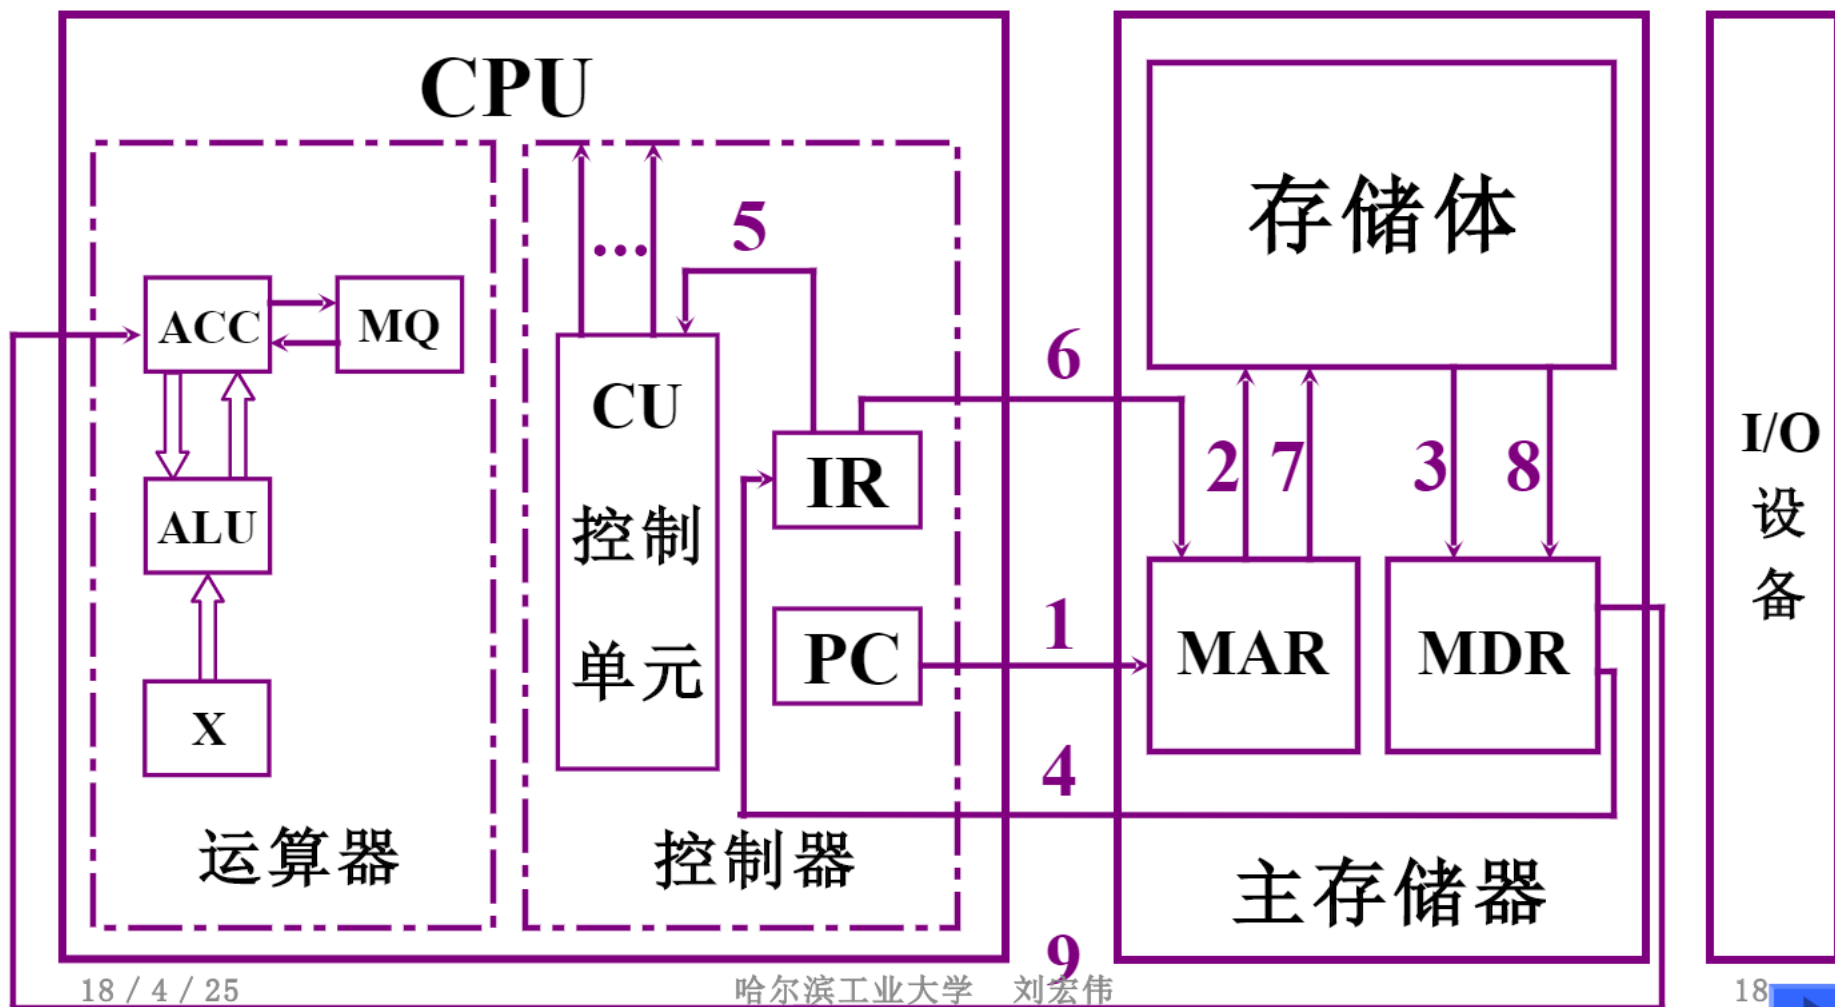 CPU
ACC
MQ
ALU
X
运算器
...
5
CU
控制
单元
IR
PC
控制器
6
1
4
9
存储体
2
7
3
8
MAR
MDR
主存储器
I/O
设
备
18 / 4 / 25
哈尔滨工业大学 刘宏伟
18